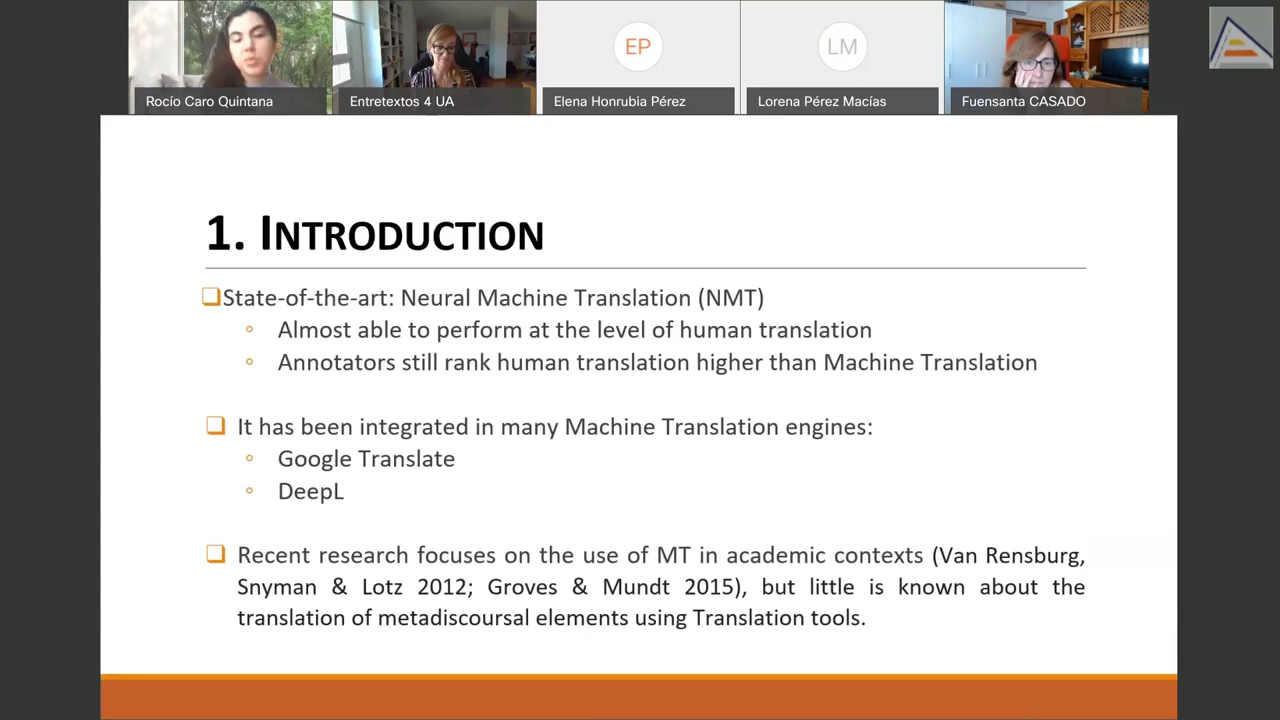 Rocío Caro Quintana
Entretextos 4 UA
EP
Elena Honrubia Pérez
LM
Lorena Pérez Macías
Fuensanta CASADO
1. INTRODUCTION
State-of-the-art: Neural Machine Translation (NMT)
Almost able to perform at the level of human translation
Annotators still rank human translation higher than Machine Translation
It has been integrated in many Machine Translation engines:
Google Translate
DeepL
Recent research focuses on the use of MT in academic contexts (Van Rensburg,
Snyman & Lotz 2012; Groves & Mundt 2015), but little is known about the
translation of metadiscoursal elements using Translation tools.